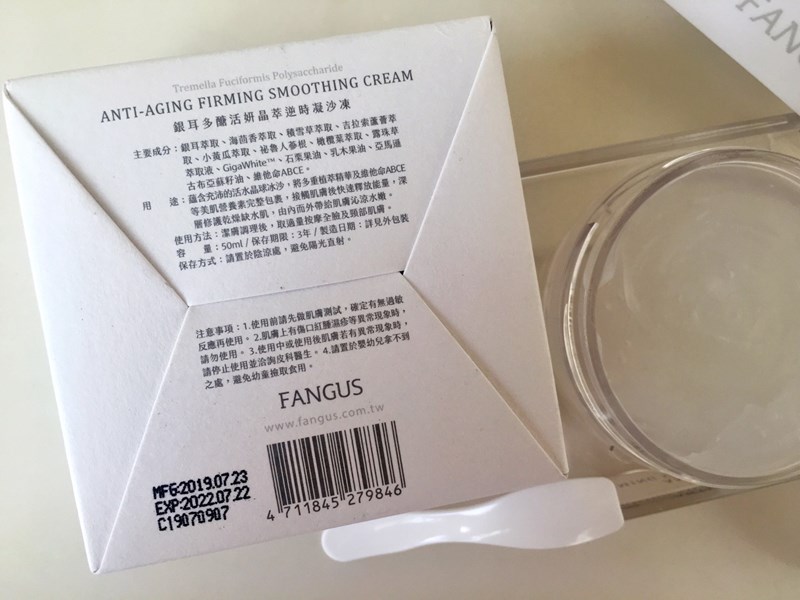 Tremella Fuciformis Polysaccharide
ANTI-AGING FIRMING SMOOTHING CREAM
銀耳多醣活妍晶萃逆時凝沙凍
主要成分：銀耳萃取、海茴香萃取、積雪草萃取、吉拉索蘆薈萃
取、小黃瓜萃取、祕魯人蔘根、橄欖葉萃取、露珠草
萃取液、GigaWhite™、石栗果油、乳木果油、亞馬遜
古布亞蘇籽油、維他命ABCE。
用　途：蘊含充沛的活水晶球冰沙，將多重植萃精華及維他命ABCE
等美肌營養素完整包裹，接觸肌膚後快速釋放能量，深
層修護乾燥缺水肌，由內而外帶給肌膚沁涼水嫩。
使用方法：潔膚調理後，取適量按摩全臉及頸部肌膚。
容　量：50ml / 保存期限：3年 / 製造日期：詳見外包裝
保存方式：請置於陰涼處，避免陽光直射。
注意事項：1.使用前請先做肌膚測試，確定有無過敏
反應再使用。2.肌膚上有傷口紅腫濕疹等異常現象時，
請勿使用。3.使用中或使用後肌膚若有異常現象時，
請停止使用並洽詢皮科醫生。4.請置於嬰幼兒拿不到
之處，避免幼童撿取食用。
FANGUS
www.fangus.com.tw
MFG:2019.07.23
EXP:2022.07.22
C19070907
4 711845 279846
FAN